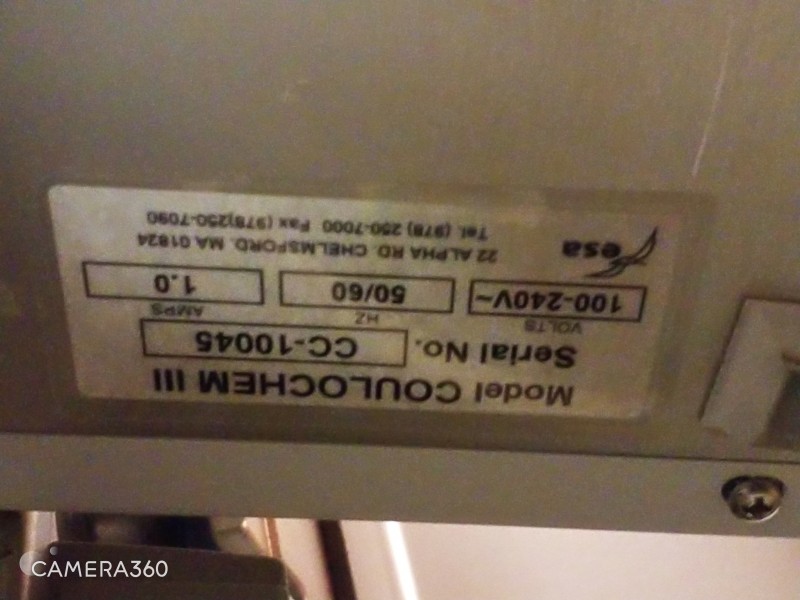 Model COULOCHEM III
Serial No. CC-10045
VOLTS HZ AMPS
100-240V~ 50/60 1.0
esa
22 ALPHA RD. CHELMSFORD. MA 01824
Tel. (978) 250-7000 Fax (978)250-7090
CAMERA360